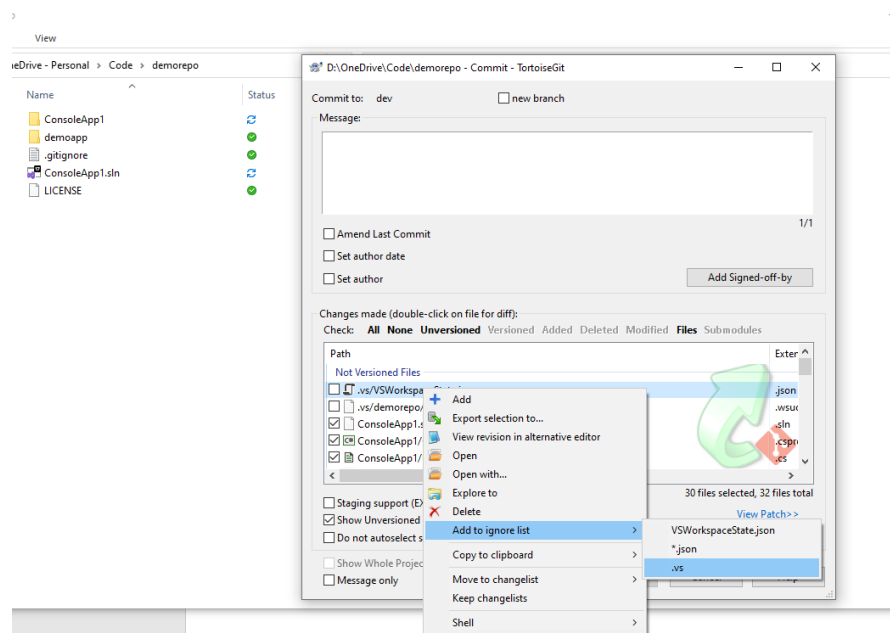 View
eDrive - Personal > Code > demorepo
Name
Status
ConsoleApp1
demoapp
.gitignore
ConsoleApp1.sln
LICENSE
D:\OneDrive\Code\demorepo - Commit - TortoiseGit
Commit to: dev
new branch
Message:
1/1
Amend Last Commit
Set author date
Set author
Add Signed-off-by
Changes made (double-click on file for diff):
Check: All None Unversioned Versioned Added Deleted Modified Files Submodules
Path
Exter
Not Versioned Files
.vs/VSWorkspa
.json
.vs/demorepo/
.wsu
ConsoleApp1.s
.sln
ConsoleApp1/
.cspr
ConsoleApp1/
.cs
30 files selected, 32 files total
View Patch>>
Staging support (EX
Show Unversioned
Do not autoselect s
Show Whole Projec
Message only
Add
Export selection to...
View revision in alternative editor
Open
Open with...
Explore to
Delete
Add to ignore list
Copy to clipboard
Move to changelist
Keep changelists
Shell
VSWorkspaceState.json
*.json
.vs